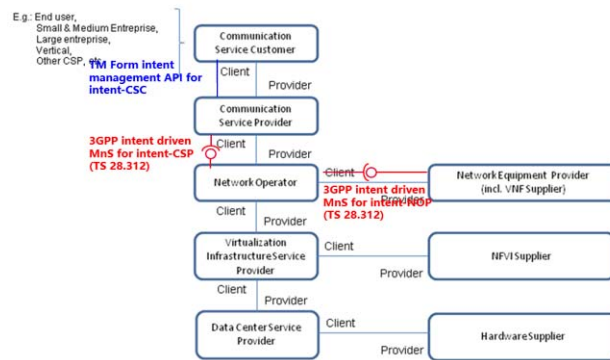 E.g.: End user,
Small & Medium Entreprise,
Large entreprise,
Vertical,
Other CSP, etc.
TM Form intent
management API for
intent-CSC
Communication
Service Customer
Client
Provider
Communication
Service Provider
3GPP intent driven
MnS for intent-CSP
(TS 28.312)
Client
Provider
Network Operator
Client
3GPP intent driven
MnS for intent-NOP
(TS 28.312)
Provider
Network Equipment Provider
(incl. VNF Supplier)
Client
Provider
Virtualization
Infrastructure Service
Provider
Client
Provider
NFVI Supplier
Client
Provider
Data Center Service
Provider
Client
Provider
Hardware Supplier